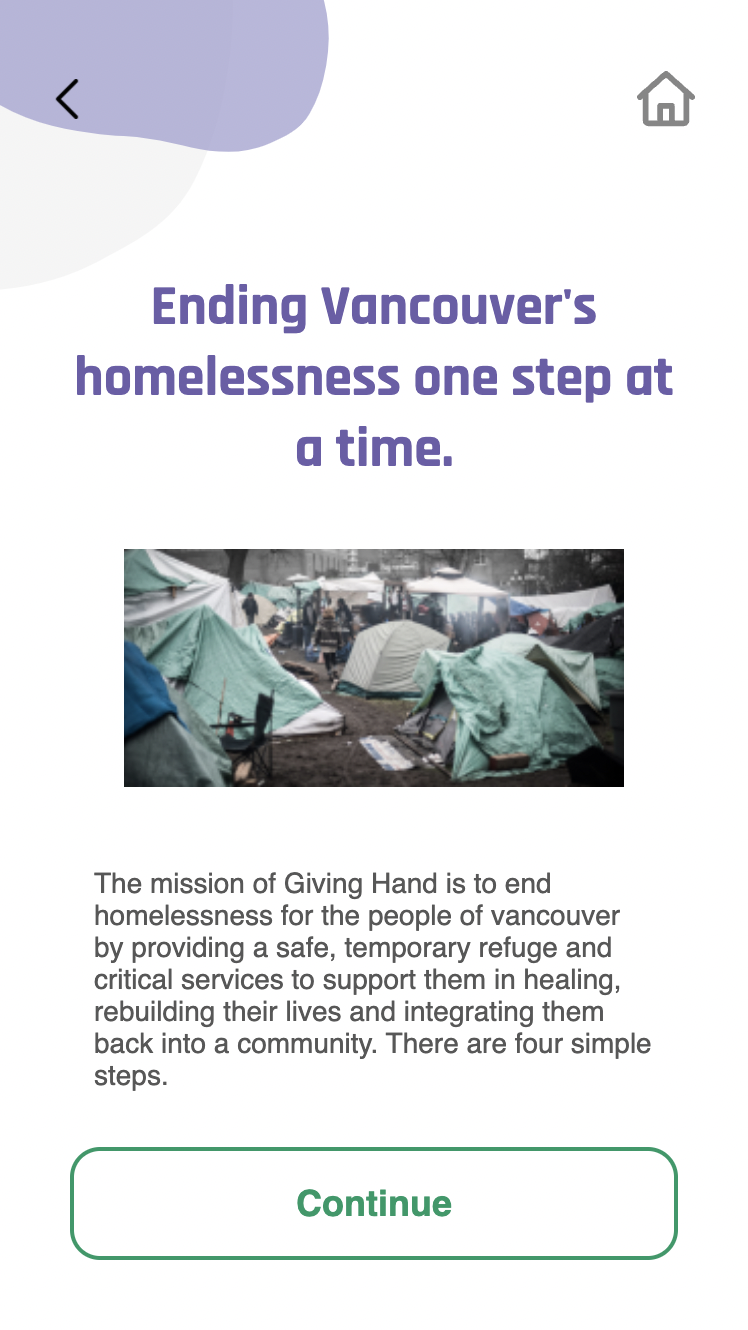 Ending Vancouver's
homelessness one step at
a time.
The mission of Giving Hand is to end
homelessness for the people of vancouver
by providing a safe, temporary refuge and
critical services to support them in healing,
rebuilding their lives and integrating them
back into a community. There are four simple
steps.
Continue